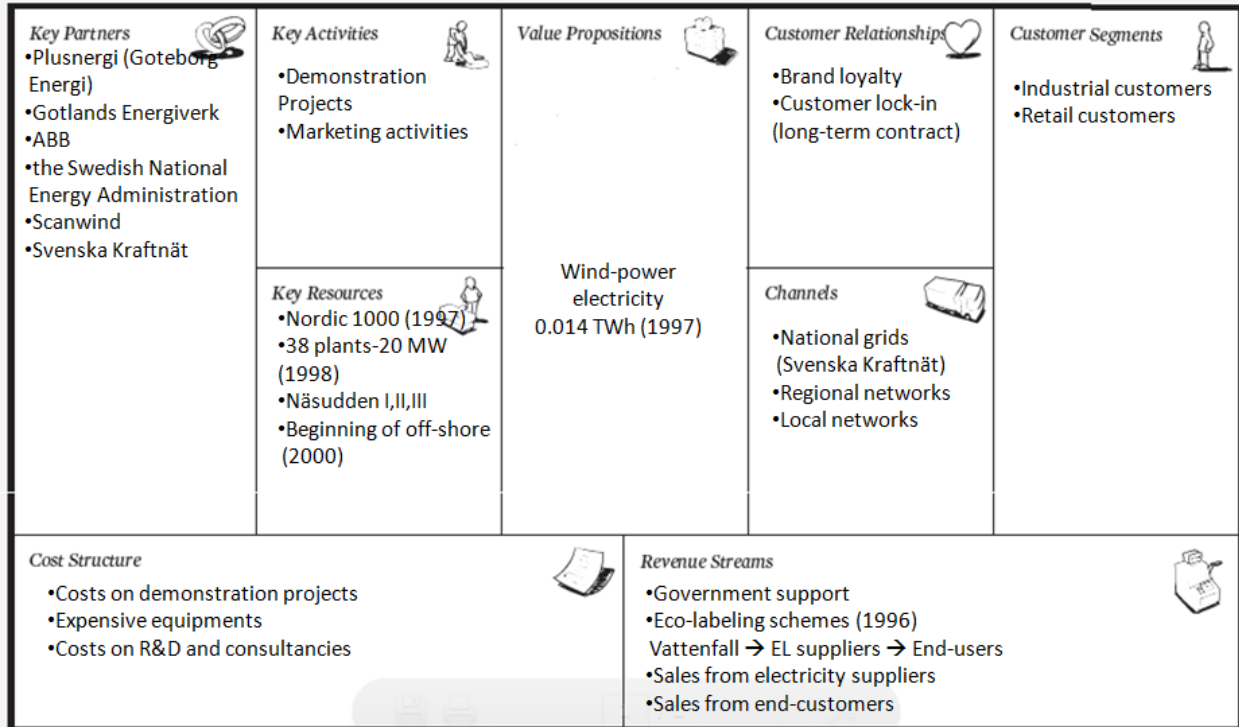 Key Partners
•Plusnergi (Goteborg
Energi)
•Gotlands Energiverk
•ABB
•the Swedish National
Energy Administration
•Scanwind
•Svenska Kraftnät
Key Activities
•Demonstration
Projects
•Marketing activities
Key Resources
•Nordic 1000 (1997)
•38 plants-20 MW
(1998)
•Näsudden I,II,III
•Beginning of off-shore
(2000)
Value Propositions
Wind-power
electricity
0.014 TWh (1997)
Customer Relationships
•Brand loyalty
•Customer lock-in
(long-term contract)
Channels
•National grids
(Svenska Kraftnät)
•Regional networks
•Local networks
Customer Segments
•Industrial customers
•Retail customers
Cost Structure
•Costs on demonstration projects
•Expensive equipments
•Costs on R&D and consultancies
Revenue Streams
•Government support
•Eco-labeling schemes (1996)
Vattenfall → EL suppliers → End-users
•Sales from electricity suppliers
•Sales from end-customers